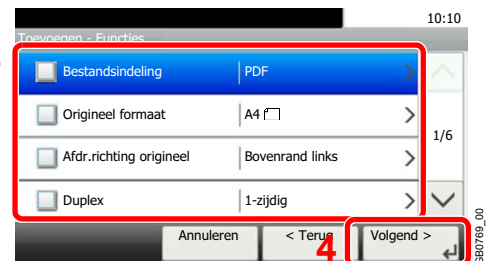 10:10
Toevoegen - Functies
Bestandsindeling PDF
Origineel formaat A4
1/6
Afdr.richting origineel Bovenrand links
Duplex 1-zijdig
Annuleren < Terug Volgend >
4
GB0769_00